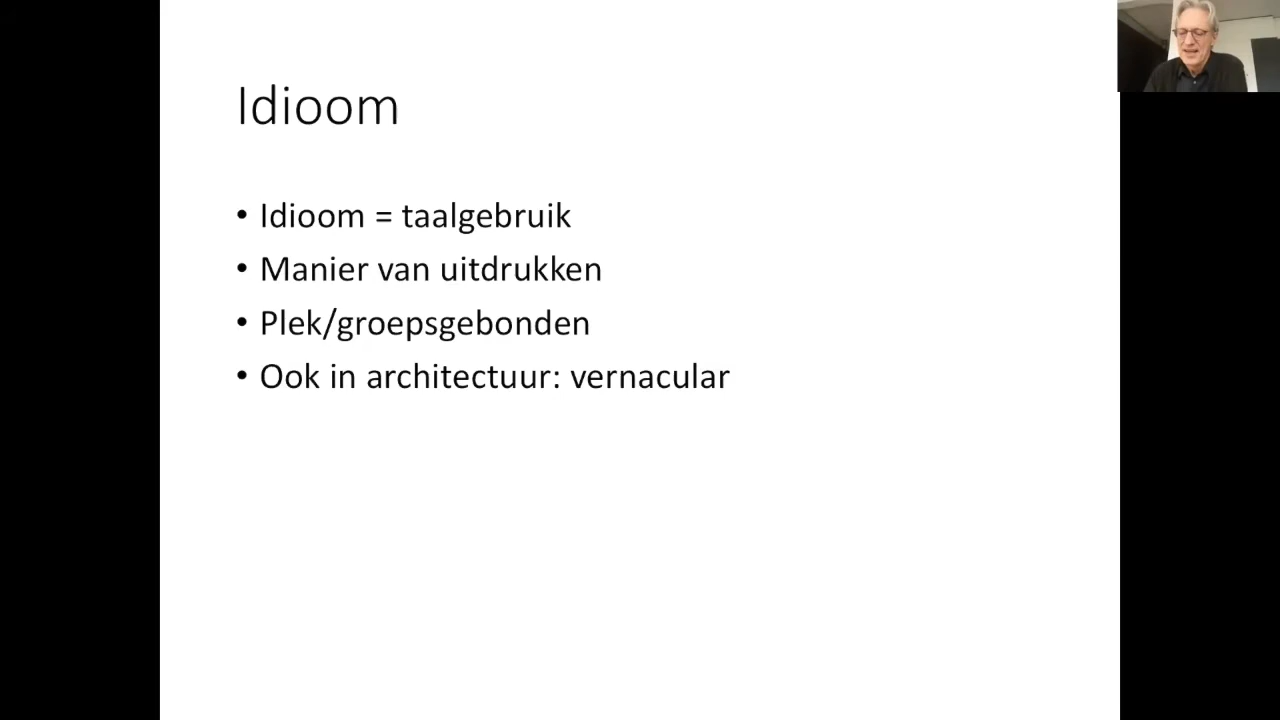 Idioom
• Idioom = taalgebruik
• Manier van uitdrukken
• Plek/groepsgebonden
• Ook in architectuur: vernacular